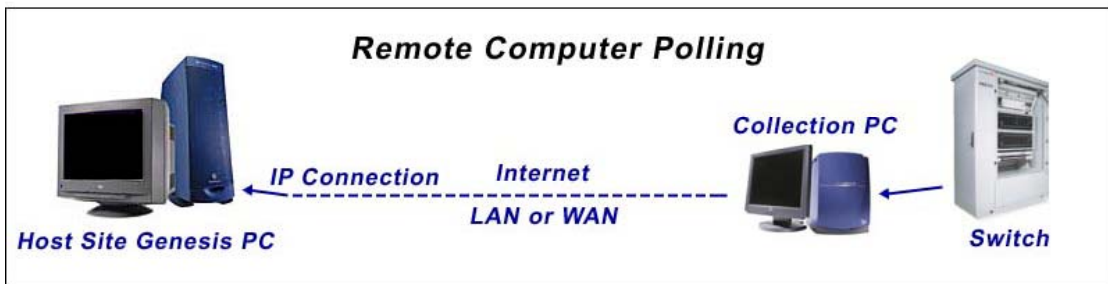 Remote Computer Polling
Collection PC
IP Connection
Internet
LAN or WAN
Host Site Genesis PC
Switch